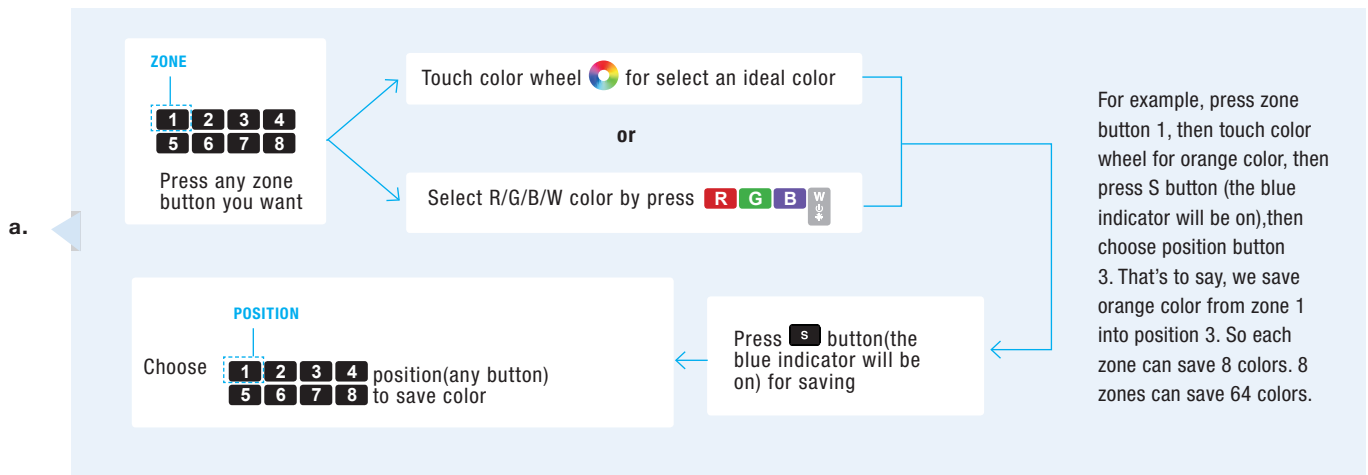 a.
ZONE
1 2 3 4
5 6 7 8
Press any zone
button you want
Touch color wheel for select an ideal color
or
Select R/G/B/W color by press R G B W
Press S button(the
blue indicator will be
on) for saving
POSITION
Choose
1 2 3 4 position(any button)
5 6 7 8 to save color
For example, press zone
button 1, then touch color
wheel for orange color, then
press S button (the blue
indicator will be on),then
choose position button
3. That’s to say, we save
orange color from zone 1
into position 3. So each
zone can save 8 colors. 8
zones can save 64 colors.